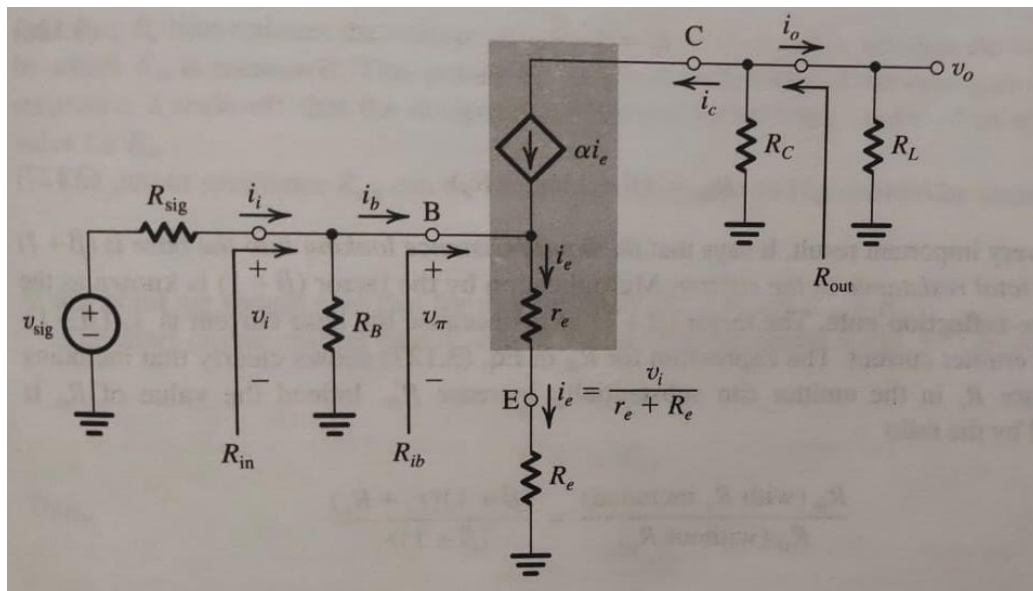 C
i_o
v_o
i_c
αi_e
R_C
R_L
R_sig
i_i
i_b
B
i_e
R_out
+
+
+
v_sig
−
v_i
R_B
v_π
r_e
−
−
E
i_e = v_i / (r_e + R_e)
R_in
R_ib
R_e